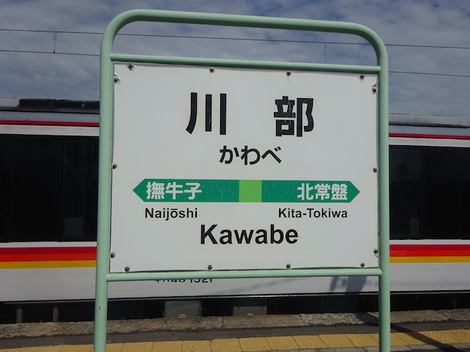 川部
かわべ
撫牛子 北常盤
Naijōshi Kita-Tokiwa
Kawabe